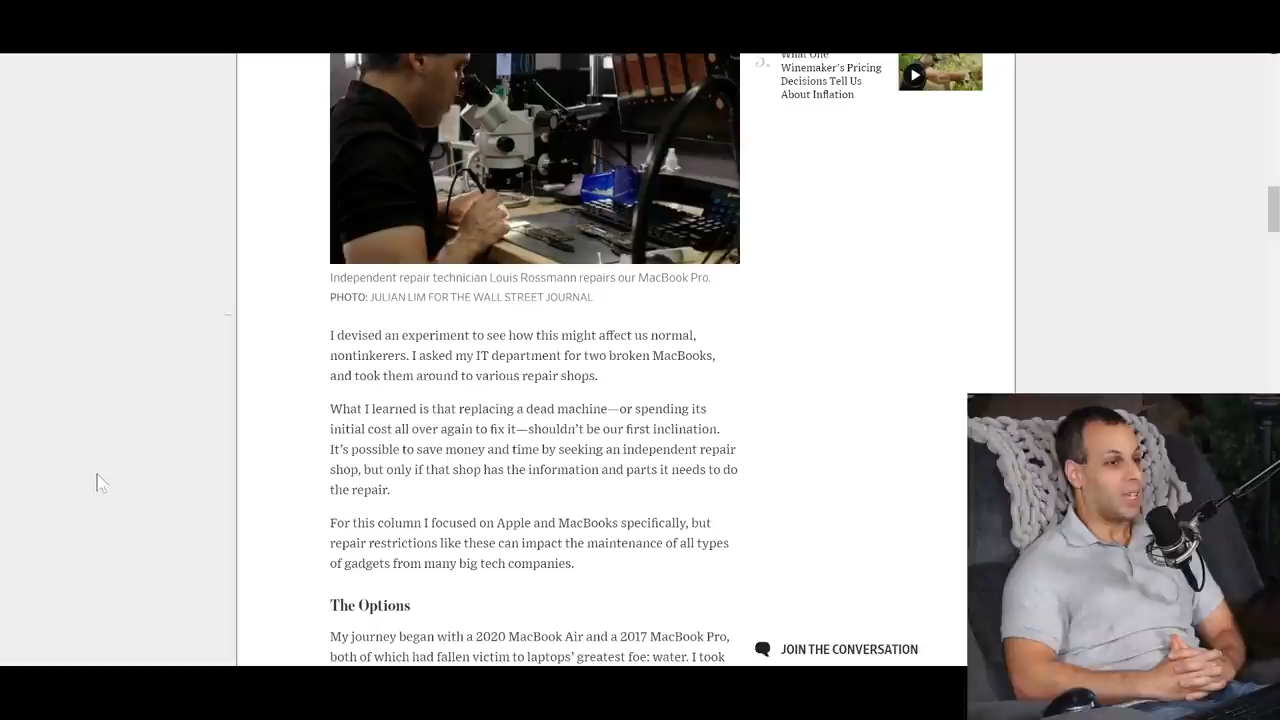 What One
5.
Winemaker's Pricing
Decisions Tell Us
About Inflation
Independent repair technician Louis Rossmann repairs our MacBook Pro.
PHOTO: JULIAN LIM FOR THE WALL STREET JOURNAL
I devised an experiment to see how this might affect us normal,
nontinkerers. I asked my IT department for two broken MacBooks,
and took them around to various repair shops.
What I learned is that replacing a dead machine—or spending its
initial cost all over again to fix it—shouldn't be our first inclination.
It's possible to save money and time by seeking an independent repair
shop, but only if that shop has the information and parts it needs to do
the repair.
For this column I focused on Apple and MacBooks specifically, but
repair restrictions like these can impact the maintenance of all types
of gadgets from many big tech companies.
The Options
My journey began with a 2020 MacBook Air and a 2017 MacBook Pro,
both of which had fallen victim to laptops' greatest foe: water. I took
JOIN THE CONVERSATION